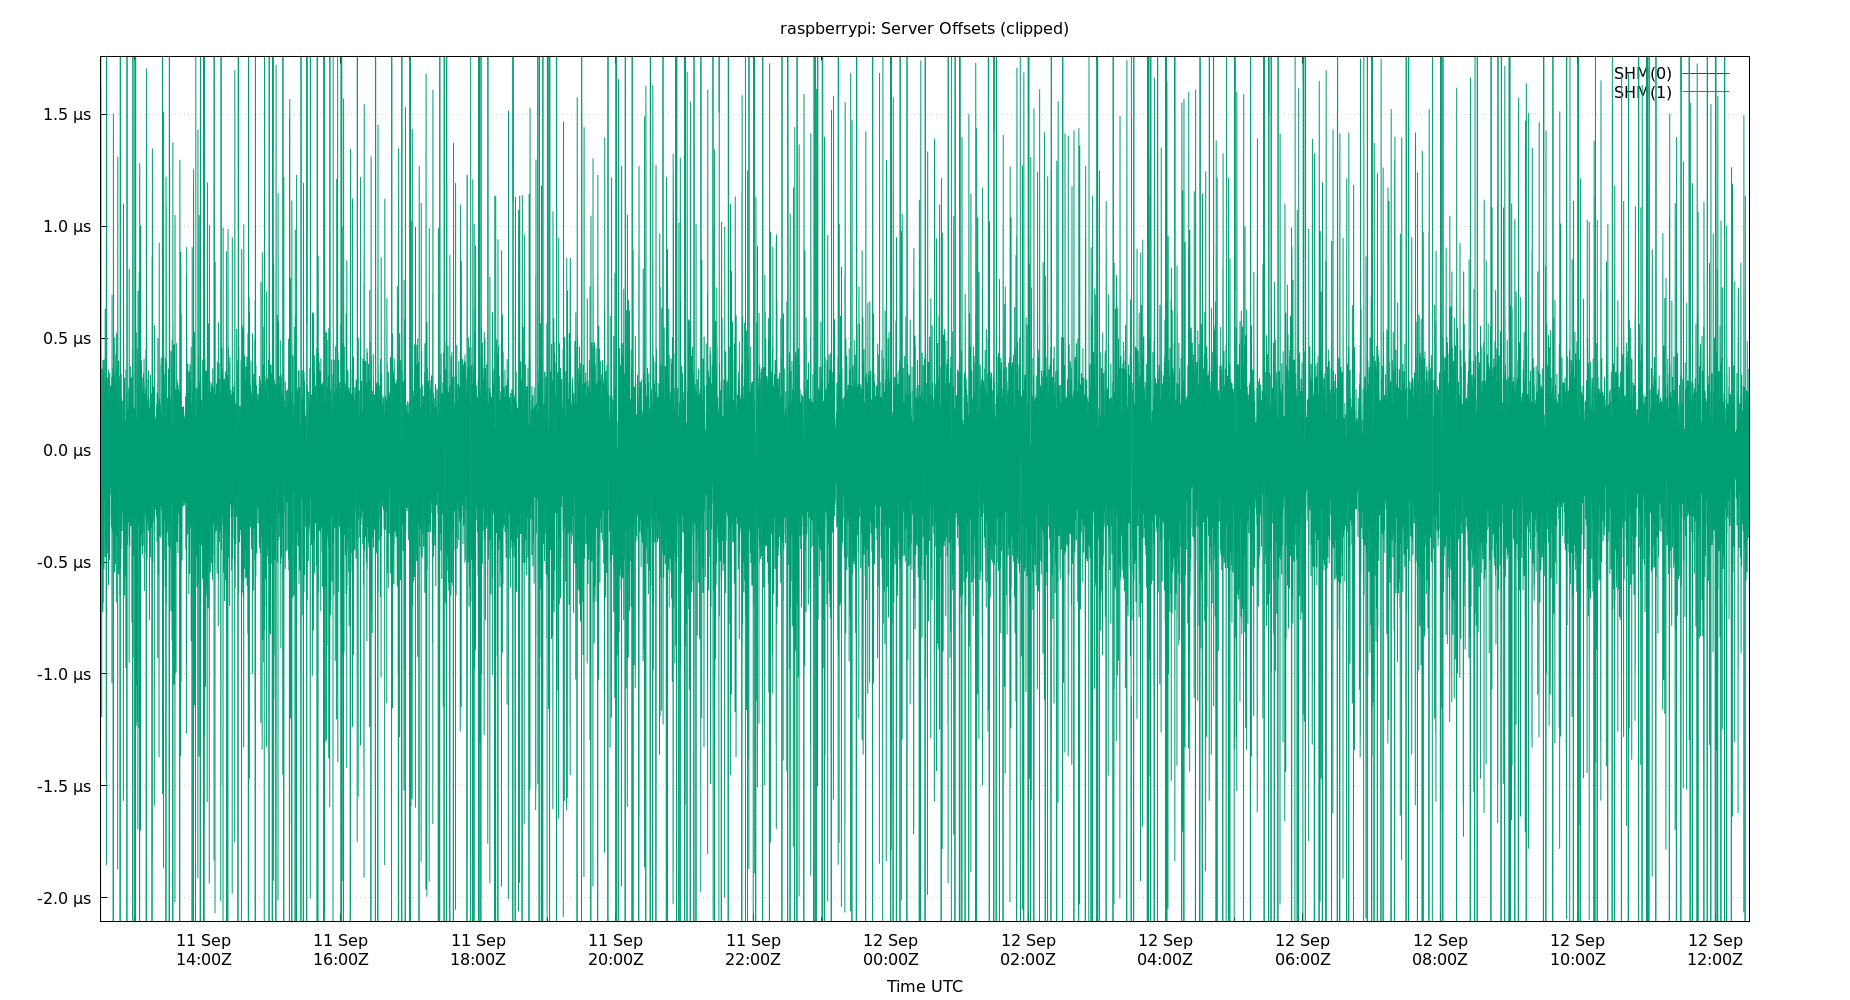 raspberrypi: Server Offsets (clipped)
SHM(0)
SHM(1)
1.5 µs
1.0 µs
0.5 µs
0.0 µs
-0.5 µs
-1.0 µs
-1.5 µs
-2.0 µs
11 Sep 11 Sep 11 Sep 11 Sep 11 Sep 12 Sep 12 Sep 12 Sep 12 Sep 12 Sep 12 Sep 12 Sep
14:00Z 16:00Z 18:00Z 20:00Z 22:00Z 00:00Z 02:00Z 04:00Z 06:00Z 08:00Z 10:00Z 12:00Z
Time UTC